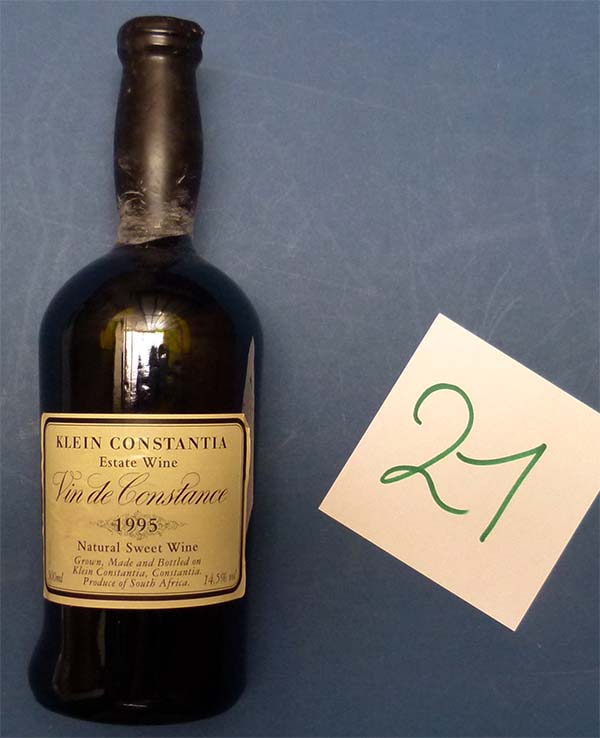 KLEIN CONSTANTIA
Estate Wine
Vin de Constance
1995
Natural Sweet Wine
Grown, Made and Bottled on
Klein Constantia, Constantia.
500ml Produce of South Africa. 14.5% vol
21